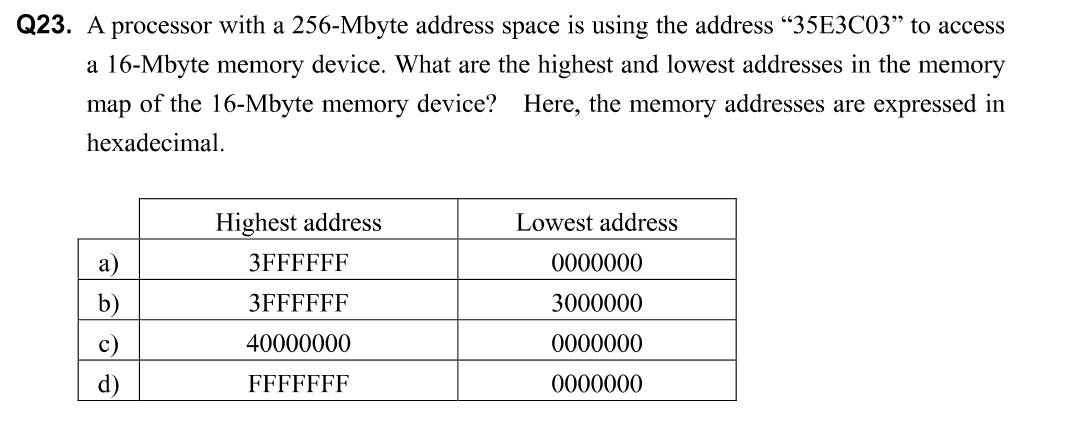 Q23. A processor with a 256-Mbyte address space is using the address “35E3C03” to access
a 16-Mbyte memory device. What are the highest and lowest addresses in the memory
map of the 16-Mbyte memory device? Here, the memory addresses are expressed in
hexadecimal.
Highest address Lowest address
a) 3FFFFFF 0000000
b) 3FFFFFF 3000000
c) 40000000 0000000
d) FFFFFFF 0000000